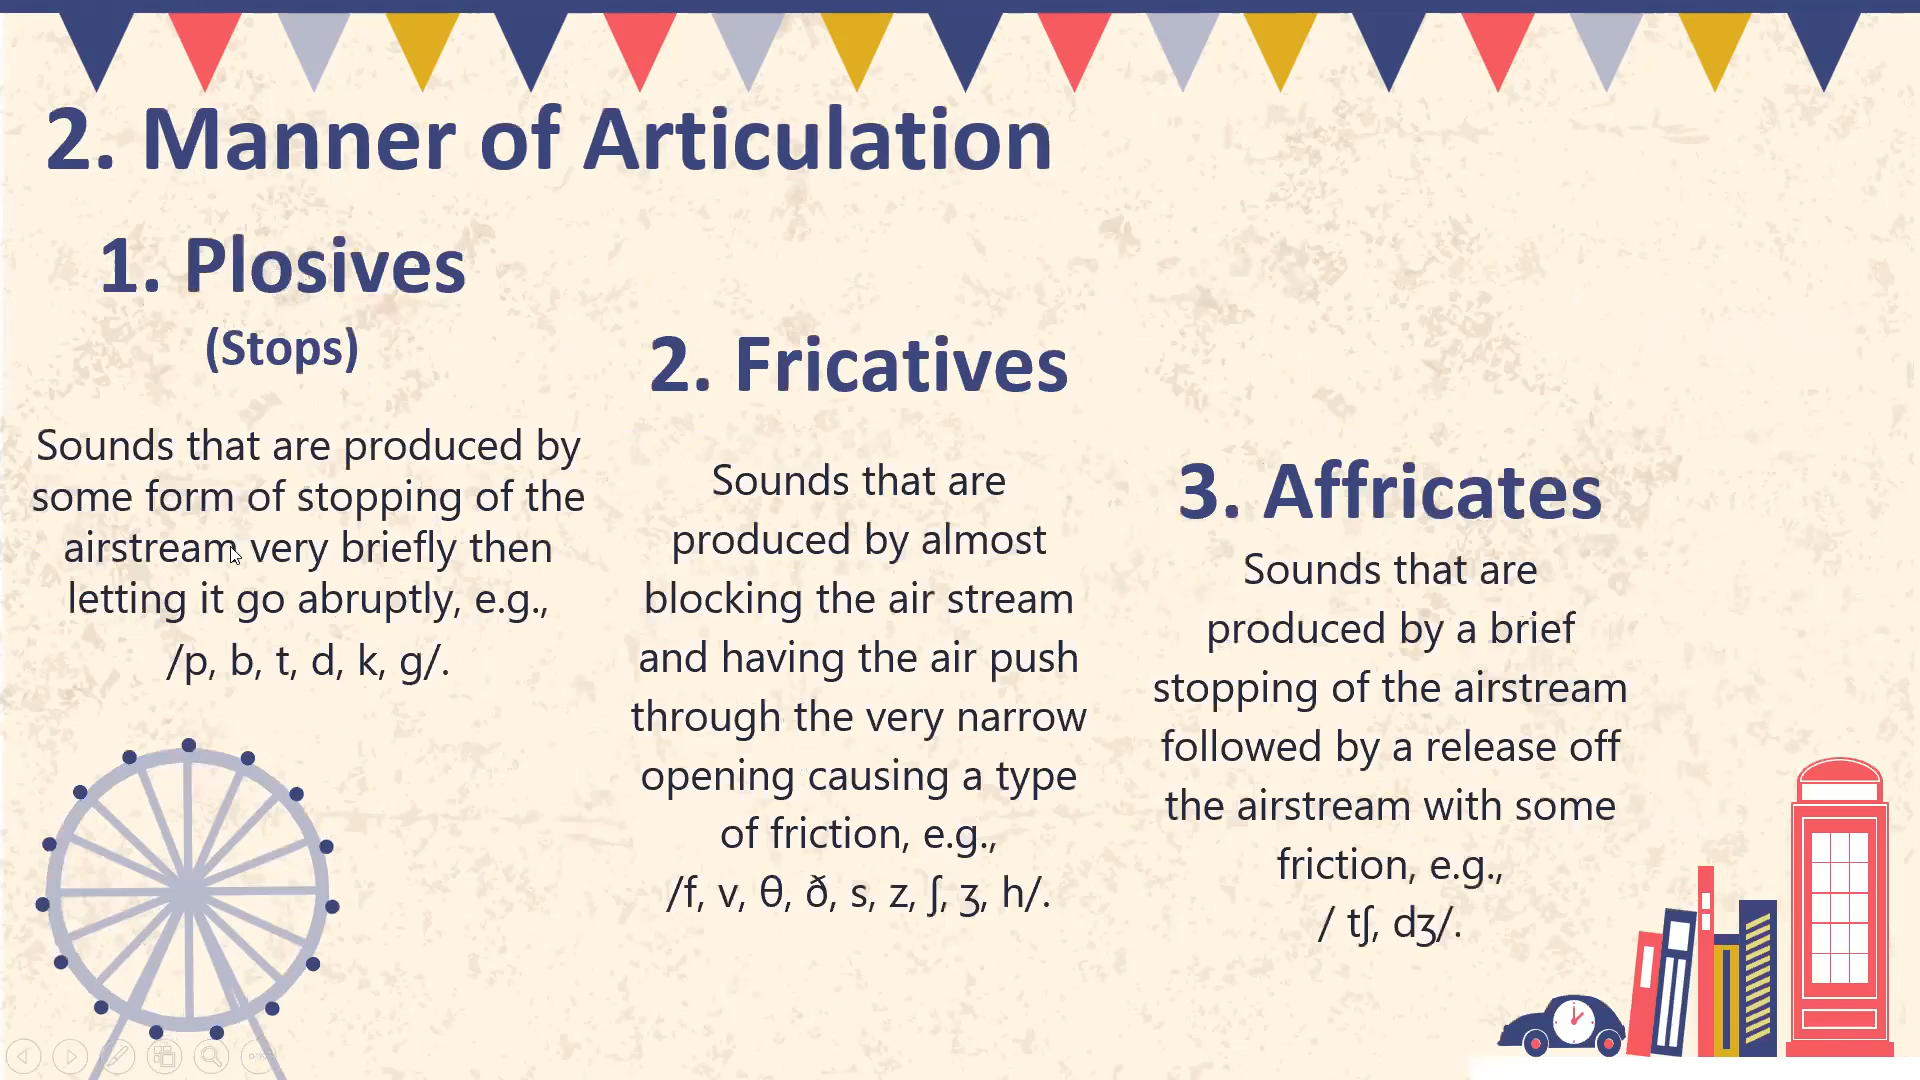 2. Manner of Articulation
1. Plosives
(Stops)
Sounds that are produced by
some form of stopping of the
airstream very briefly then
letting it go abruptly, e.g.,
/p, b, t, d, k, g/.
2. Fricatives
Sounds that are
produced by almost
blocking the air stream
and having the air push
through the very narrow
opening causing a type
of friction, e.g.,
/f, v, θ, ð, s, z, ʃ, ʒ, h/.
3. Affricates
Sounds that are
produced by a brief
stopping of the airstream
followed by a release off
the airstream with some
friction, e.g.,
/ tʃ, dʒ/.